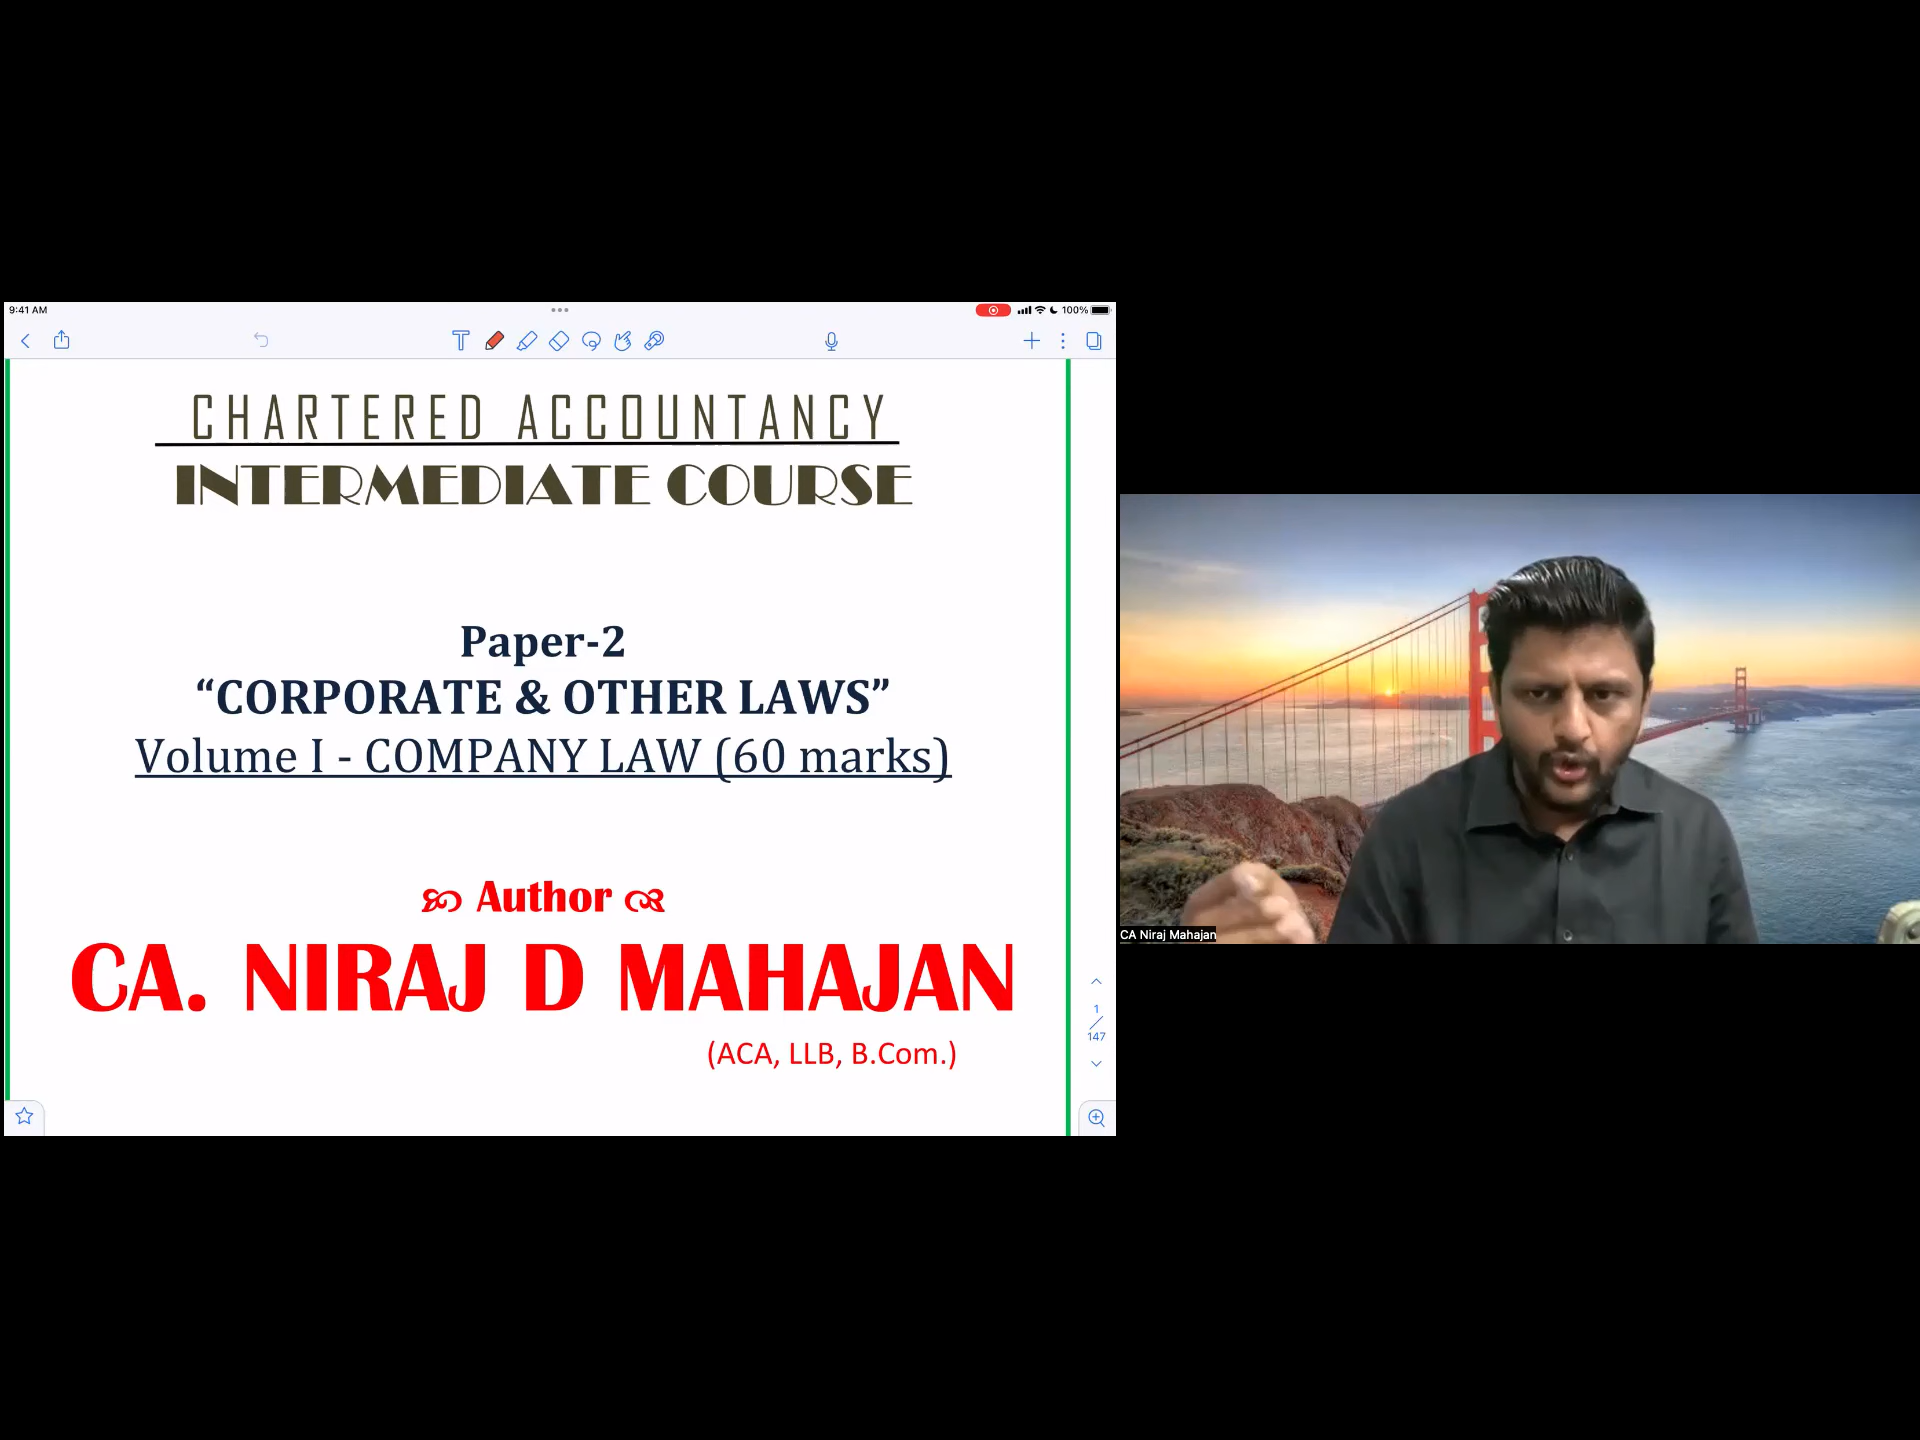 9:41 AM
100%
CHARTERED ACCOUNTANCY
INTERMEDIATE COURSE
Paper-2
“CORPORATE & OTHER LAWS”
Volume I - COMPANY LAW (60 marks)
Author
CA. NIRAJ D MAHAJAN
(ACA, LLB, B.Com.)
1
147
CA Niraj Mahajan